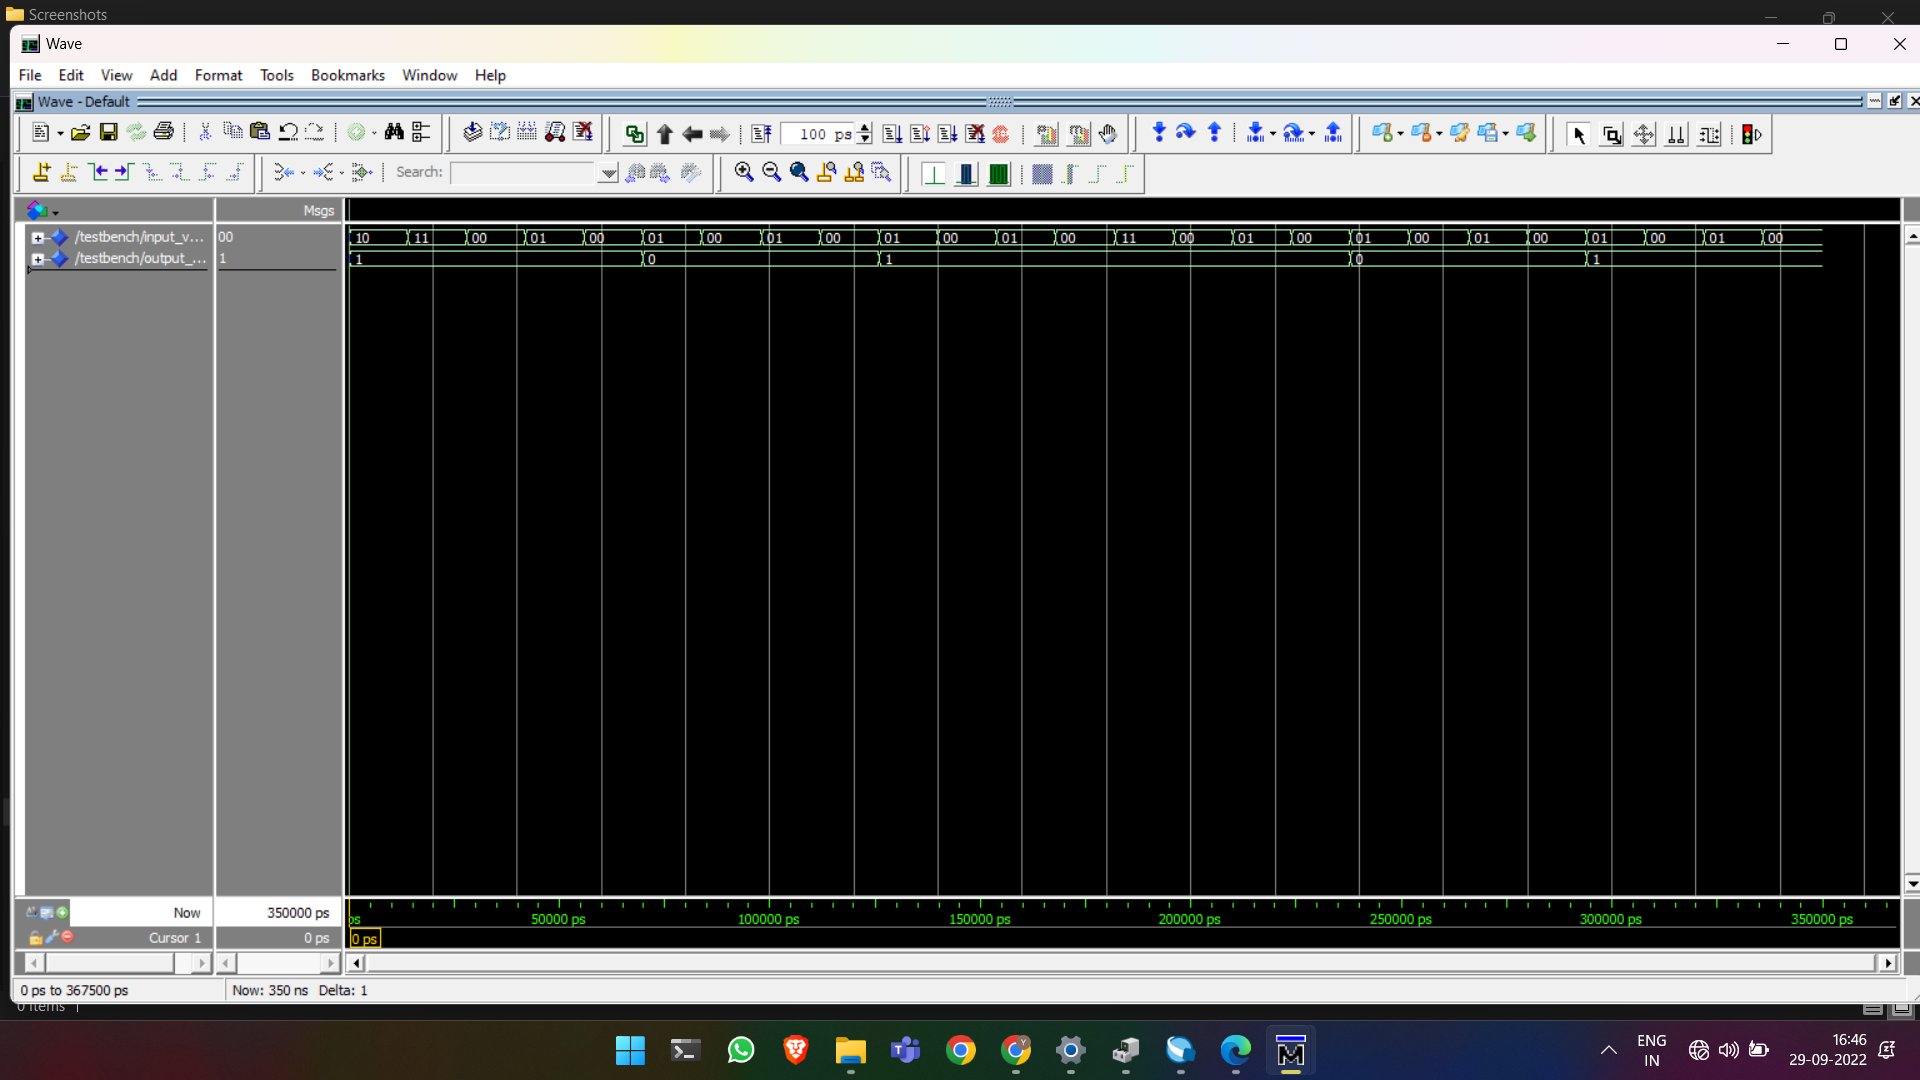 Screenshots
Wave
File Edit View Add Format Tools Bookmarks Window Help
Wave - Default
100 ps
Search:
Msgs
/testbench/input_v... 00 10 11 00 01 00 01 00 01 00 01 00 01 00 11 00 01 00 01 00 01 00 01 00 01 00
/testbench/output_... 1 1 0 1 0 1
Now 350000 ps ps 50000 ps 100000 ps 150000 ps 200000 ps 250000 ps 300000 ps 350000 ps
Cursor 1 0 ps 0 ps
0 ps to 367500 ps Now: 350 ns Delta: 1
0 items
ENG 16:46
IN 29-09-2022